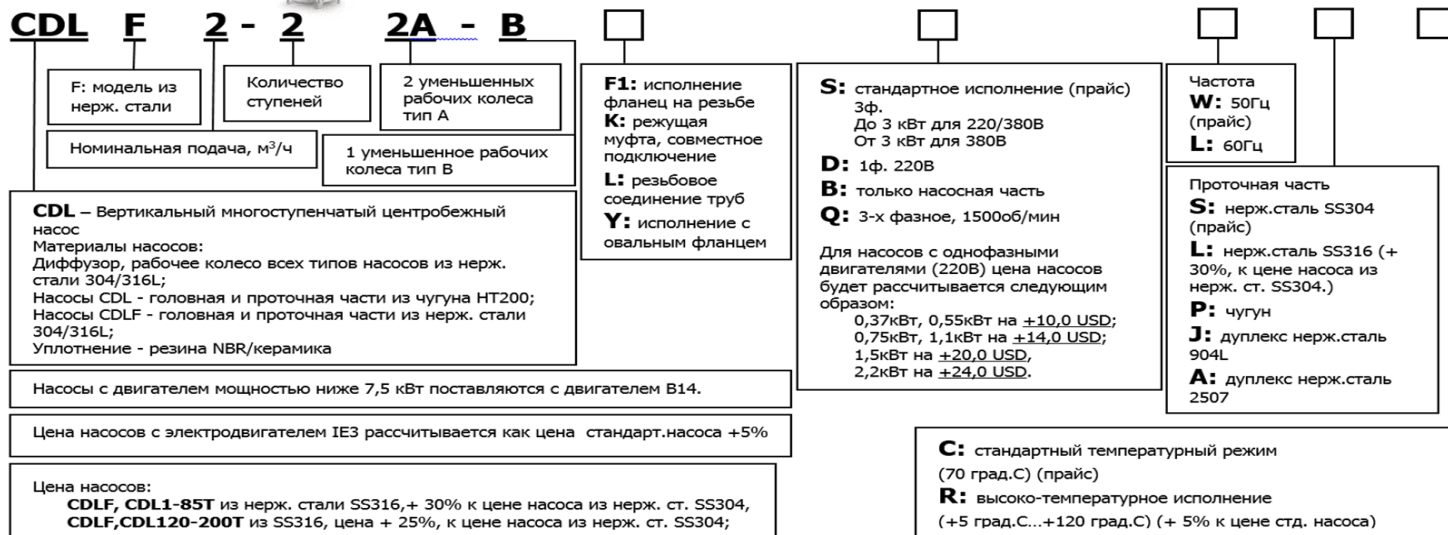 CDL F 2 - 2 2A - B
F: модель из
нерж. стали
Количество
ступеней
2 уменьшенных
рабочих колеса
тип А
Номинальная подача, м³/ч
1 уменьшенное рабочих
колеса тип В
CDL – Вертикальный многоступенчатый центробежный
насос
Материалы насосов:
Диффузор, рабочее колесо всех типов насосов из нерж.
стали 304/316L;
Насосы CDL - головная и проточная части из чугуна HT200;
Насосы CDLF - головная и проточная части из нерж. стали
304/316L;
Уплотнение - резина NBR/керамика
F1: исполнение
фланец на резьбе
K: режущая
муфта, совместное
подключение
L: резьбовое
соединение труб
Y: исполнение с
овальным фланцем
S: стандартное исполнение (прайс)
3ф.
До 3 кВт для 220/380В
От 3 кВт для 380В
D: 1ф. 220В
B: только насосная часть
Q: 3-х фазное, 1500об/мин
Для насосов с однофазными
двигателями (220В) цена насосов
будет рассчитывается следующим
образом:
0,37кВт, 0,55кВт на +10,0 USD;
0,75кВт, 1,1кВт на +14,0 USD;
1,5кВт на +20,0 USD,
2,2кВт на +24,0 USD.
Частота
W: 50Гц
(прайс)
L: 60Гц
Проточная часть
S: нерж.сталь SS304
(прайс)
L: нерж.сталь SS316 (+
30%, к цене насоса из
нерж. ст. SS304.)
P: чугун
J: дуплекс нерж.сталь
904L
A: дуплекс нерж.сталь
2507
Насосы с двигателем мощностью ниже 7,5 кВт поставляются с двигателем В14.
Цена насосов с электродвигателем IE3 рассчитывается как цена стандарт.насоса +5%
Цена насосов:
CDLF, CDL1-85T из нерж. стали SS316,+ 30% к цене насоса из нерж. ст. SS304,
CDLF,CDL120-200T из SS316, цена + 25%, к цене насоса из нерж. ст. SS304;
C: стандартный температурный режим
(70 град.С) (прайс)
R: высоко-температурное исполнение
(+5 град.С...+120 град.С) (+ 5% к цене стд. насоса)